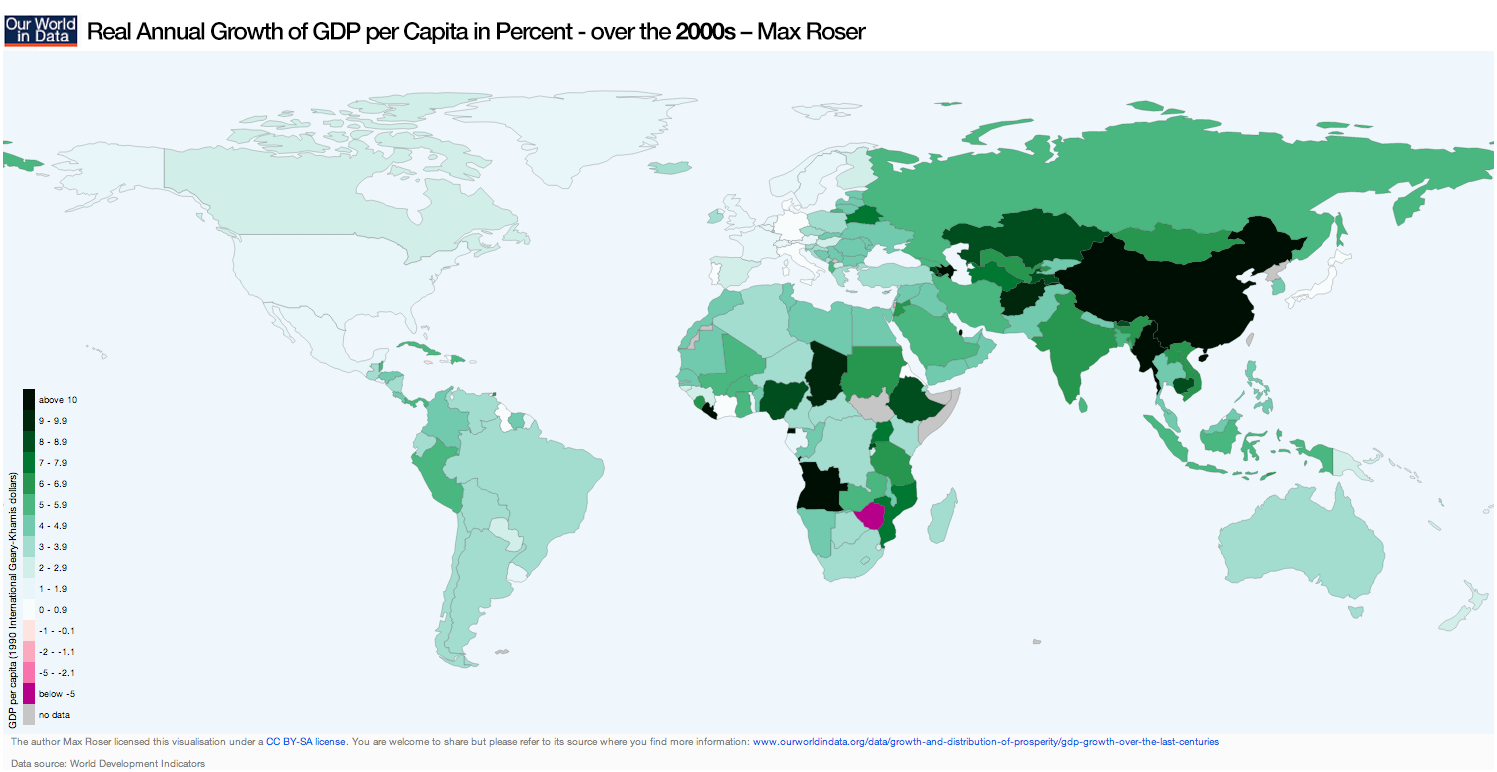 Our World
in Data
Real Annual Growth of GDP per Capita in Percent - over the 2000s – Max Roser
GDP per capita (1990 International Geary-Khamis dollars)
above 10
9 - 9.9
8 - 8.9
7 - 7.9
6 - 6.9
5 - 5.9
4 - 4.9
3 - 3.9
2 - 2.9
1 - 1.9
0 - 0.9
-1 - -0.1
-2 - -1.1
-5 - -2.1
below -5
no data
The author Max Roser licensed this visualisation under a CC BY-SA license. You are welcome to share but please refer to its source where you find more information: www.ourworldindata.org/data/growth-and-distribution-of-prosperity/gdp-growth-over-the-last-centuries
Data source: World Development Indicators